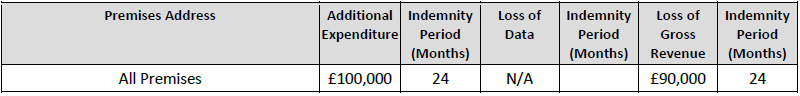 Premises Address Additional Indemnity Loss of Indemnity Loss of Indemnity
Expenditure Period Data Period Gross Period
(Months) (Months) Revenue (Months)
All Premises £100,000 24 N/A £90,000 24